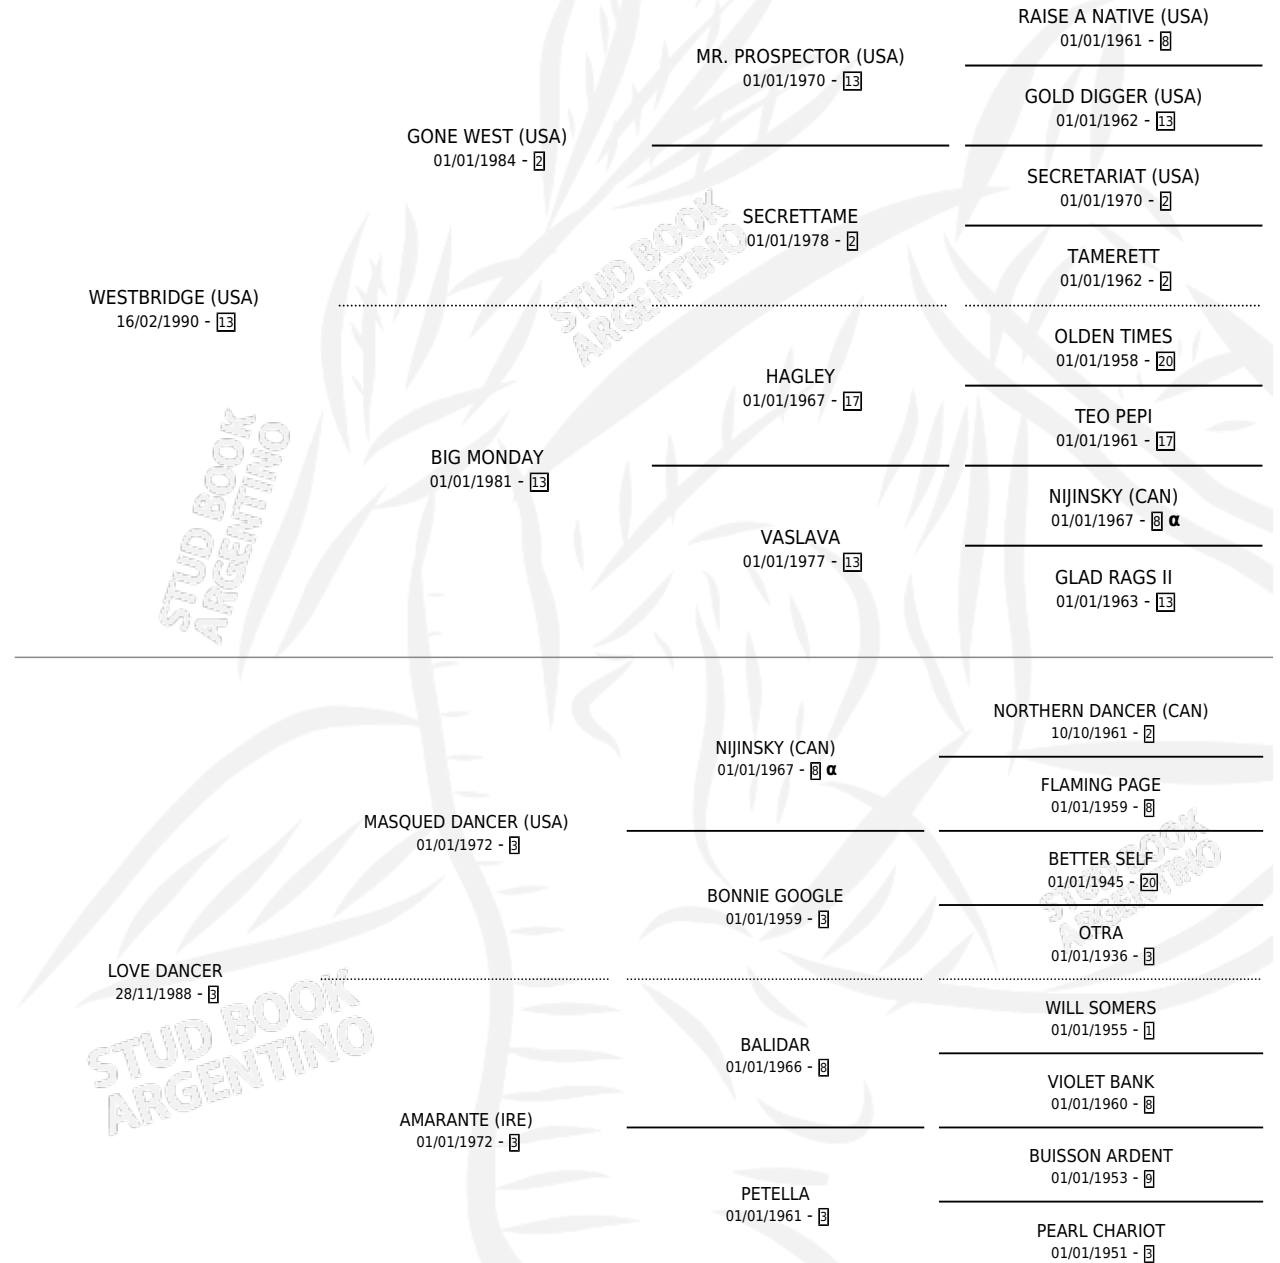 RAISE A NATIVE (USA)
01/01/1961 - 8
MR. PROSPECTOR (USA)
01/01/1970 - 13
GOLD DIGGER (USA)
01/01/1962 - 13
GONE WEST (USA)
01/01/1984 - 2
SECRETARIAT (USA)
01/01/1970 - 2
SECRETTAME
01/01/1978 - 2
TAMERETT
01/01/1962 - 2
WESTBRIDGE (USA)
16/02/1990 - 13
OLDEN TIMES
01/01/1958 - 20
HAGLEY
01/01/1967 - 17
TEO PEPI
01/01/1961 - 17
BIG MONDAY
01/01/1981 - 13
NIJINSKY (CAN)
01/01/1967 - 8 α
VASLAVA
01/01/1977 - 13
GLAD RAGS II
01/01/1963 - 13
STUD BOOK
ARGENTINO
STUD BOOK
ARGENTINO
NORTHERN DANCER (CAN)
10/10/1961 - 2
NIJINSKY (CAN)
01/01/1967 - 8 α
FLAMING PAGE
01/01/1959 - 8
MASQUED DANCER (USA)
01/01/1972 - 3
BETTER SELF
01/01/1945 - 20
BONNIE GOOGLE
01/01/1959 - 3
OTRA
01/01/1936 - 3
LOVE DANCER
28/11/1988 - 3
WILL SOMERS
01/01/1955 - 1
BALIDAR
01/01/1966 - 8
VIOLET BANK
01/01/1960 - 8
AMARANTE (IRE)
01/01/1972 - 3
BUISSON ARDENT
01/01/1953 - 9
PETELLA
01/01/1961 - 3
PEARL CHARIOT
01/01/1951 - 3
STUD BOOK
ARGENTINO
STUD BOOK
ARGENTINO